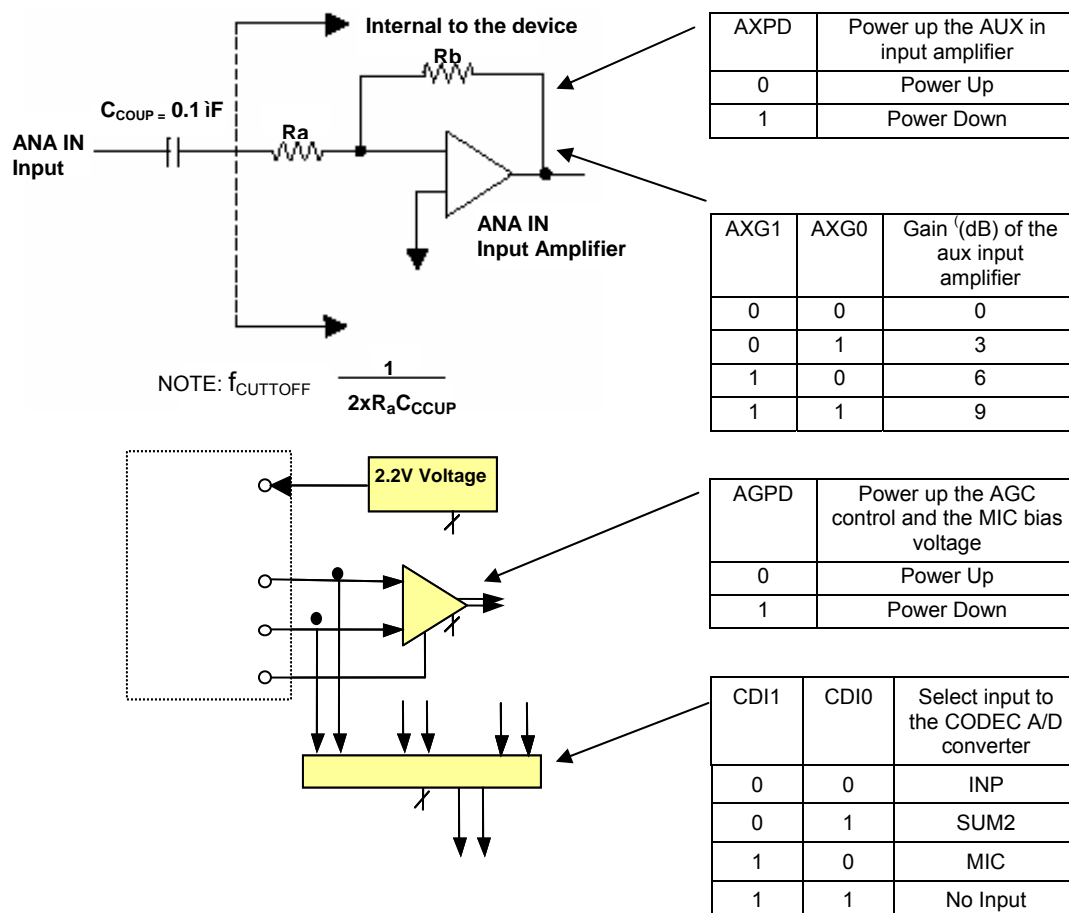 Internal to the device
Rb
C_COUP = 0.1 ìF
Ra
ANA IN
Input
ANA IN
Input Amplifier
NOTE: f_CUTTOFF 1
2xR_aC_CCUP
AXPD Power up the AUX in
input amplifier
0 Power Up
1 Power Down
AXG1 AXG0 Gain ((dB) of the
aux input
amplifier
0 0 0
0 1 3
1 0 6
1 1 9
2.2V Voltage
AGPD Power up the AGC
control and the MIC bias
voltage
0 Power Up
1 Power Down
CDI1 CDI0 Select input to
the CODEC A/D
converter
0 0 INP
0 1 SUM2
1 0 MIC
1 1 No Input